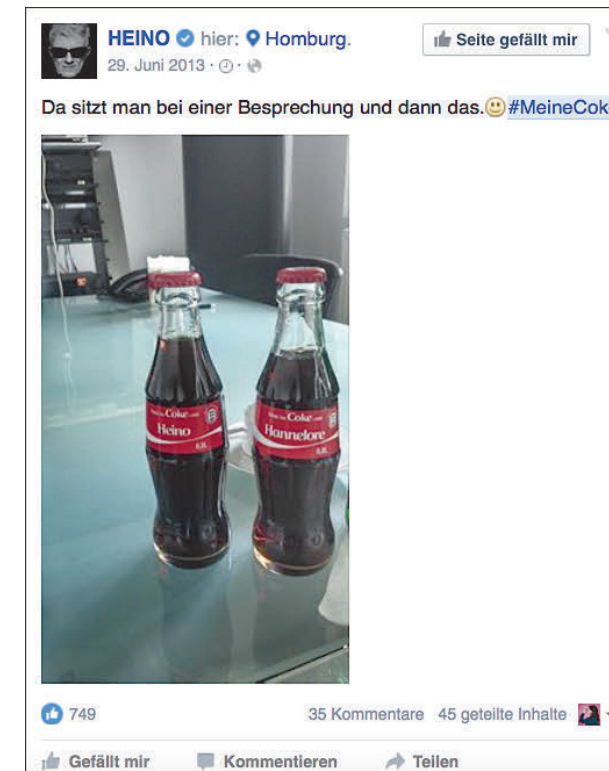 HEINO hier: Homburg.
Seite gefällt mir
29. Juni 2013
Da sitzt man bei einer Besprechung und dann das. #MeineCok
Coke
Heino
Coke
Hannelore
749
35 Kommentare 45 geteilte Inhalte
Gefällt mir Kommentieren Teilen